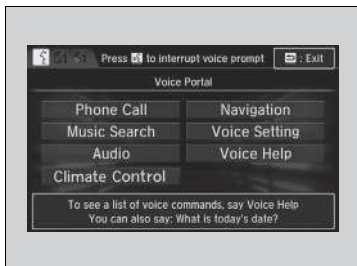 Press to interrupt voice prompt : Exit
Voice Portal
Phone Call Navigation
Music Search Voice Setting
Audio Voice Help
Climate Control
To see a list of voice commands, say Voice Help
You can also say: What is today's date?